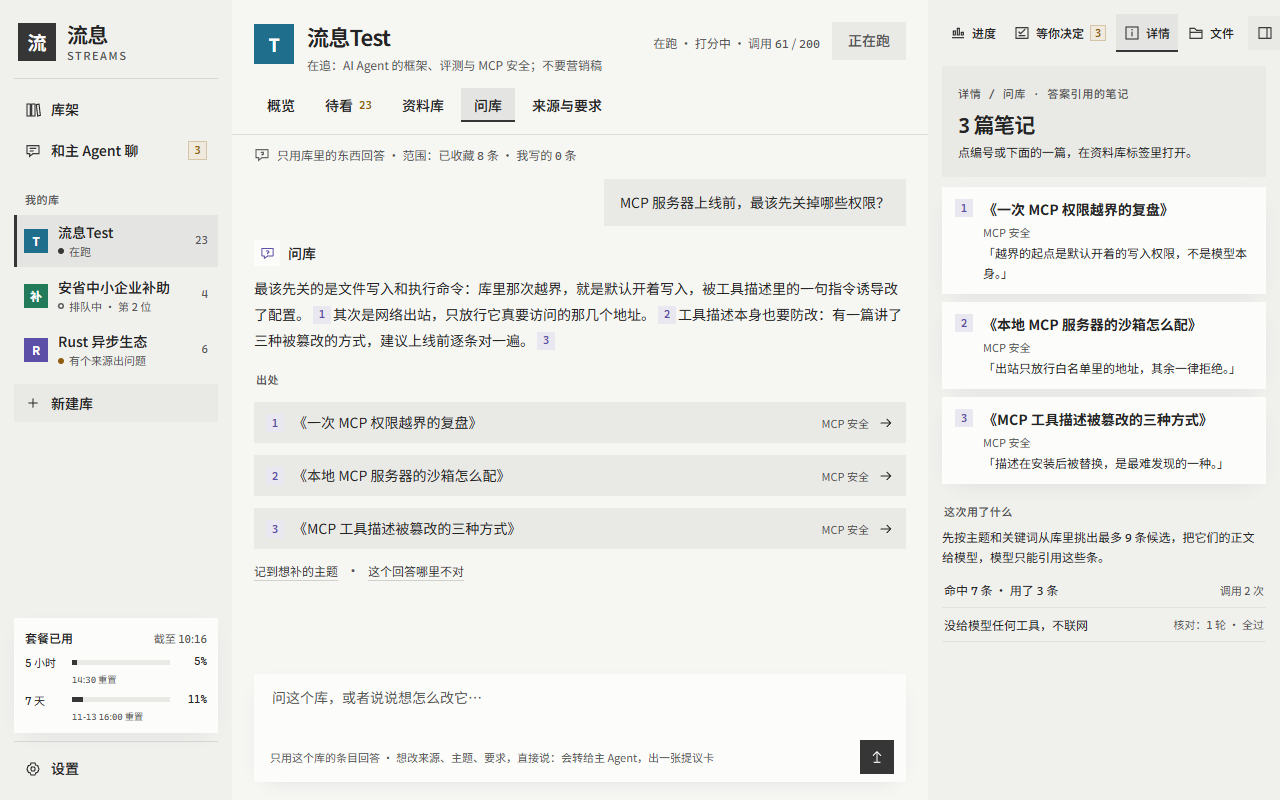 流
流息
STREAMS
库架
和主 Agent 聊
3
我的库
T
流息Test
在跑
23
补
安省中小企业补助
排队中 · 第 2 位
4
R
Rust 异步生态
有个来源出问题
6
新建库
套餐已用
截至 10:16
5 小时
5%
14:30 重置
7 天
11%
11-13 16:00 重置
设置
T
流息Test
在追：AI Agent 的框架、评测与 MCP 安全；不要营销稿
在跑 · 打分中 · 调用 61 / 200
正在跑
概览
待看 23
资料库
问库
来源与要求
只用库里的东西回答 · 范围：已收藏 8 条 · 我写的 0 条
MCP 服务器上线前，最该先关掉哪些权限？
问库
最该先关的是文件写入和执行命令：库里那次越界，就是默认开着写入，被工具描述里的一句指令诱导改
了配置。 1 其次是网络出站，只放行它真要访问的那几个地址。 2 工具描述本身也要防改：有一篇讲了
三种被篡改的方式，建议上线前逐条对一遍。 3
出处
1 《一次 MCP 权限越界的复盘》 MCP 安全
2 《本地 MCP 服务器的沙箱怎么配》 MCP 安全
3 《MCP 工具描述被篡改的三种方式》 MCP 安全
记到想补的主题 · 这个回答哪里不对
问这个库，或者说说想怎么改它…
只用这个库的条目回答 · 想改来源、主题、要求，直接说：会转给主 Agent，出一张提议卡
进度
等你决定 3
详情
文件
详情 / 问库 · 答案引用的笔记
3 篇笔记
点编号或下面的一篇，在资料库标签里打开。
1 《一次 MCP 权限越界的复盘》
MCP 安全
「越界的起点是默认开着的写入权限，不是模型本
身。」
2 《本地 MCP 服务器的沙箱怎么配》
MCP 安全
「出站只放行白名单里的地址，其余一律拒绝。」
3 《MCP 工具描述被篡改的三种方式》
MCP 安全
「描述在安装后被替换，是最难发现的一种。」
这次用了什么
先按主题和关键词从库里挑出最多 9 条候选，把它们的正文
给模型，模型只能引用这些条。
命中 7 条 · 用了 3 条
调用 2 次
没给模型任何工具，不联网
核对：1 轮 · 全过